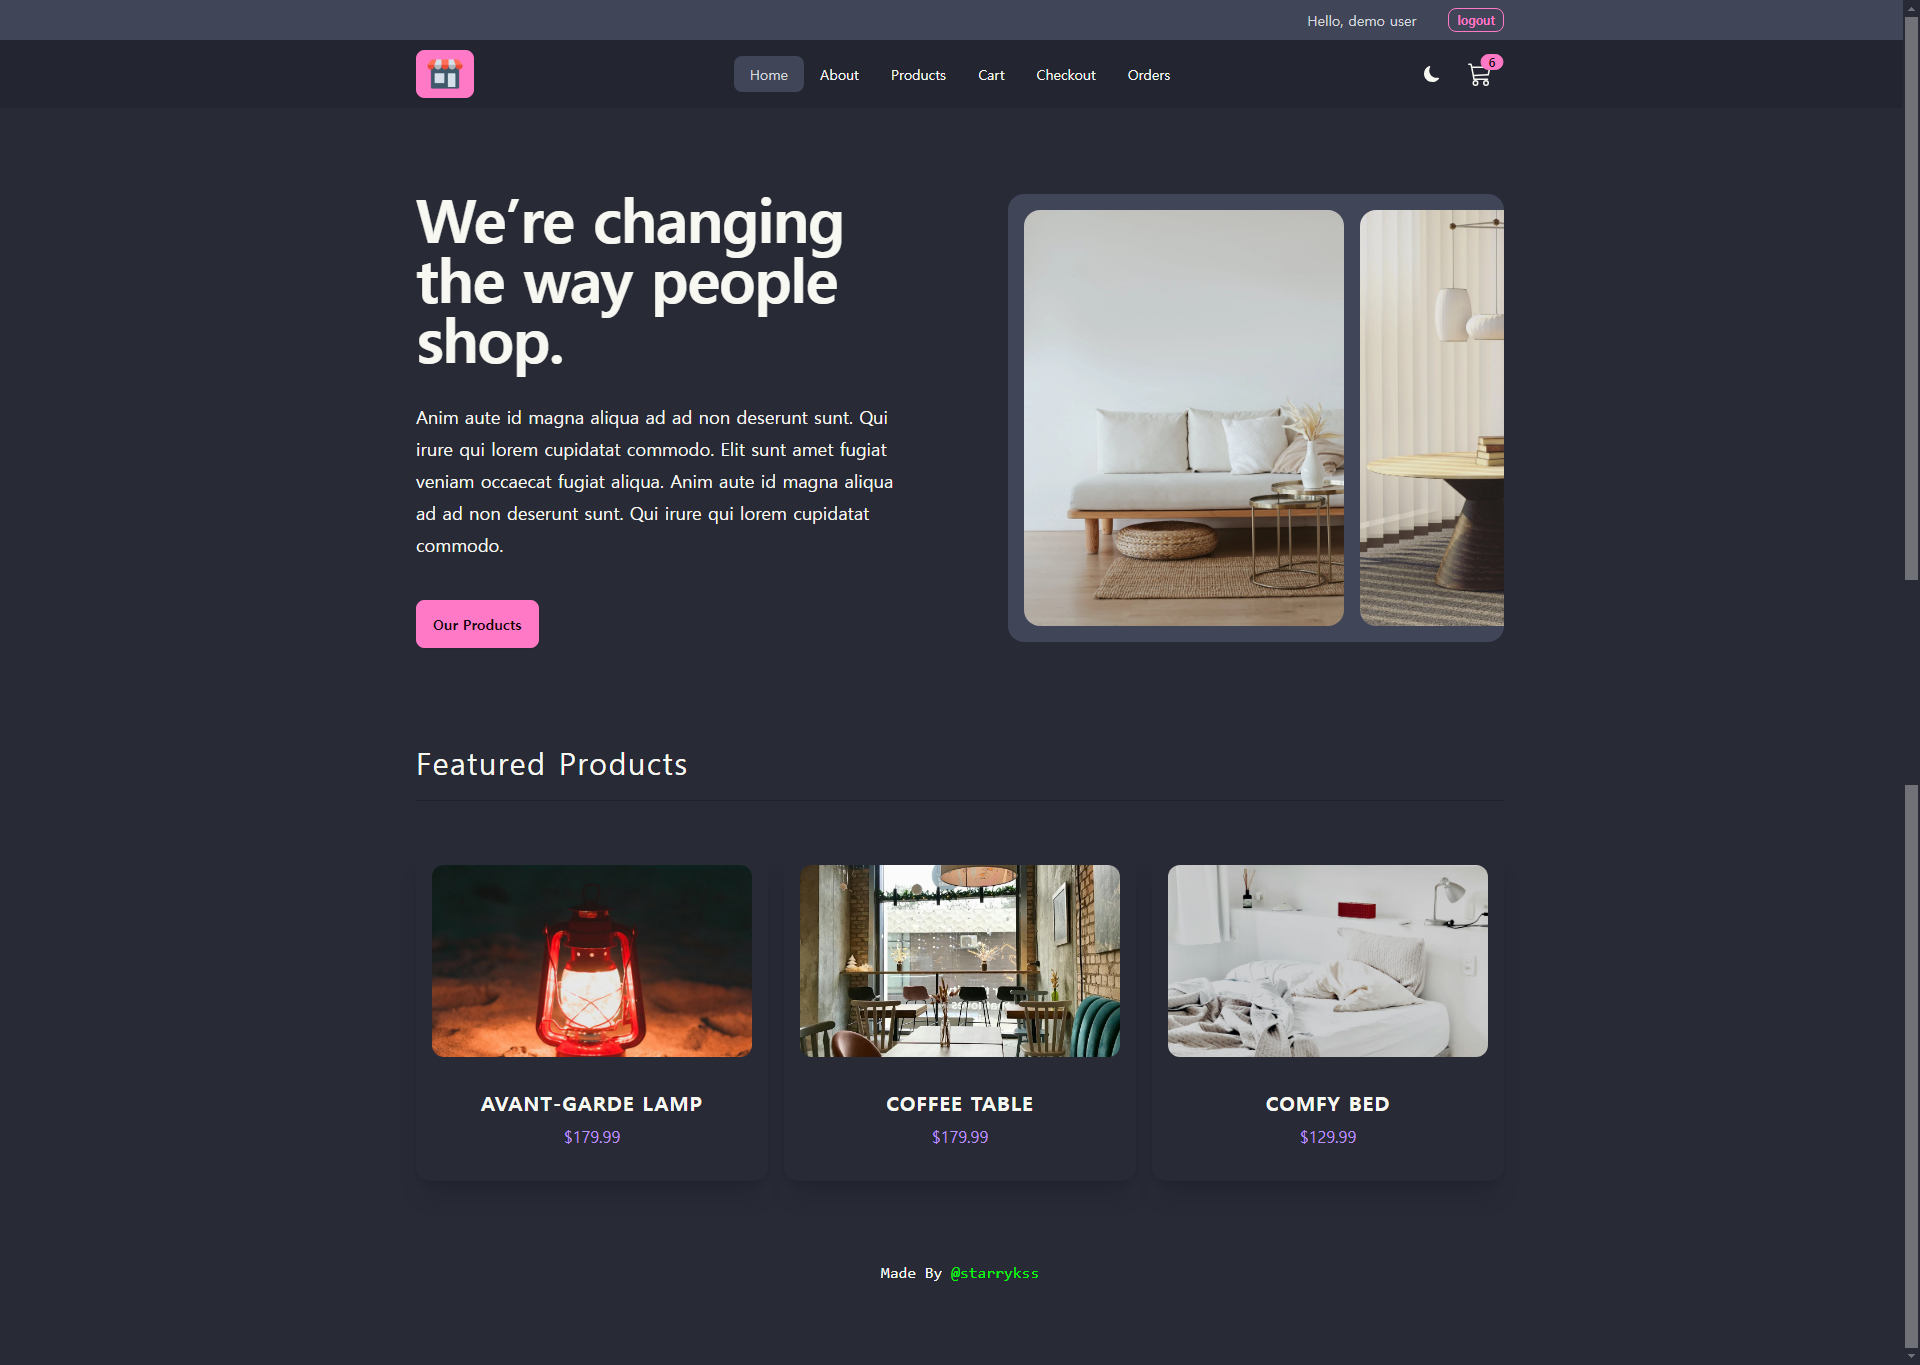 Hello, demo user
logout
Home
About
Products
Cart
Checkout
Orders
6
We’re changing
the way people
shop.
Anim aute id magna aliqua ad ad non deserunt sunt. Qui
irure qui lorem cupidatat commodo. Elit sunt amet fugiat
veniam occaecat fugiat aliqua. Anim aute id magna aliqua
ad ad non deserunt sunt. Qui irure qui lorem cupidatat
commodo.
Our Products
Featured Products
AVANT-GARDE LAMP
$179.99
COFFEE TABLE
$179.99
COMFY BED
$129.99
Made By @starrykss